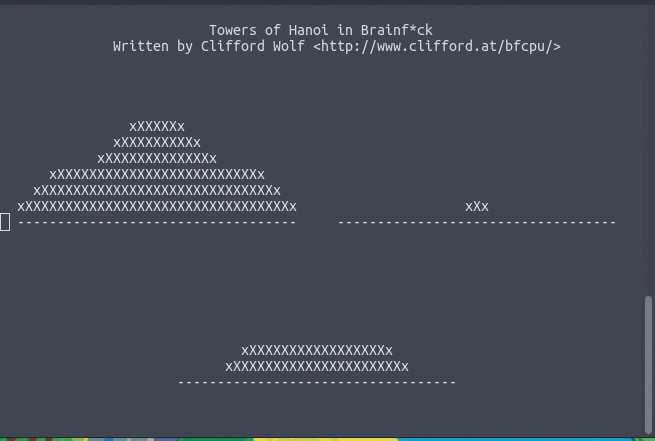 Towers of Hanoi in Brainf*ck
Written by Clifford Wolf <http://www.clifford.at/bfcpu/>
xXXXXXx
xXXXXXXXXXx
xXXXXXXXXXXXXXx
xXXXXXXXXXXXXXXXXXXXXXXXXXx
xXXXXXXXXXXXXXXXXXXXXXXXXXXXXXx
xXXXXXXXXXXXXXXXXXXXXXXXXXXXXXXXXx xXx
----------------------------------- -----------------------------------
xXXXXXXXXXXXXXXXXXx
xXXXXXXXXXXXXXXXXXXXXXx
-----------------------------------